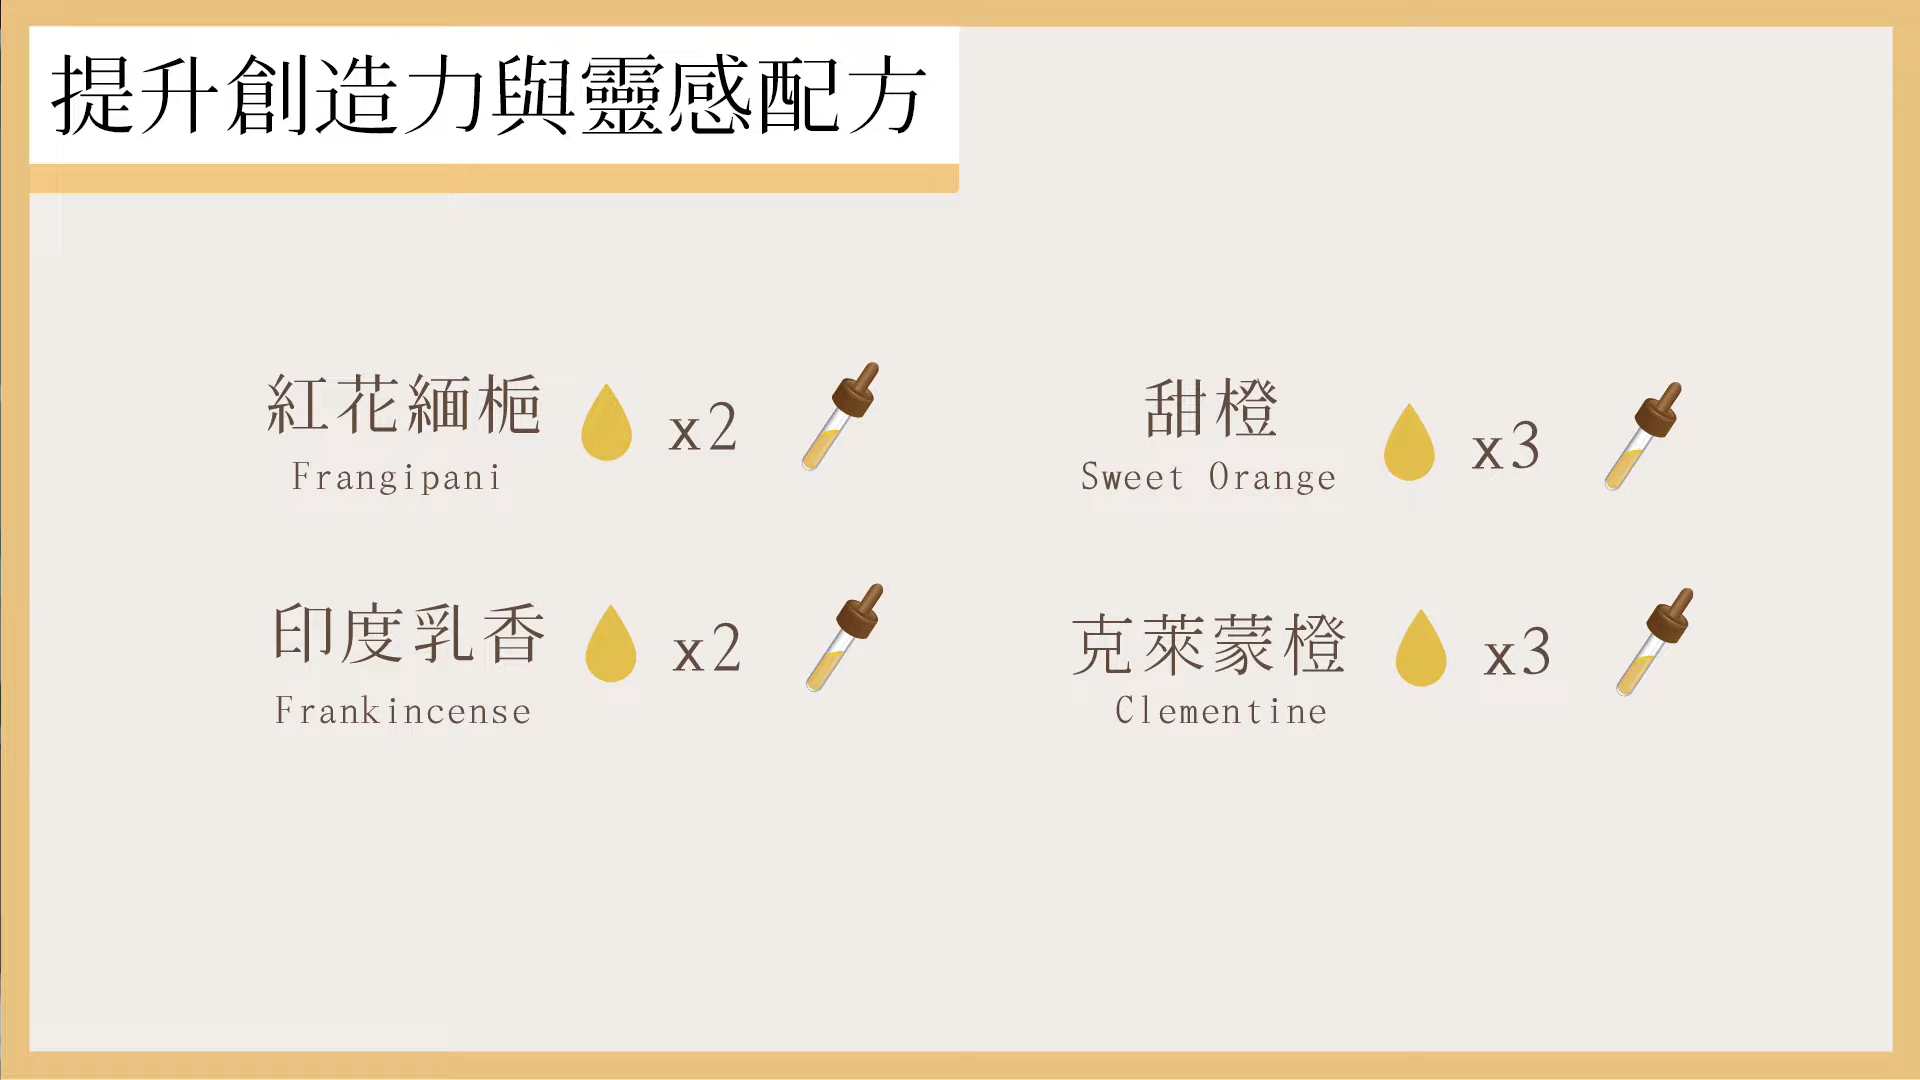 提升創造力與靈感配方
紅花緬梔
Frangipani
x2
甜橙
Sweet Orange
x3
印度乳香
Frankincense
x2
克萊蒙橙
Clementine
x3